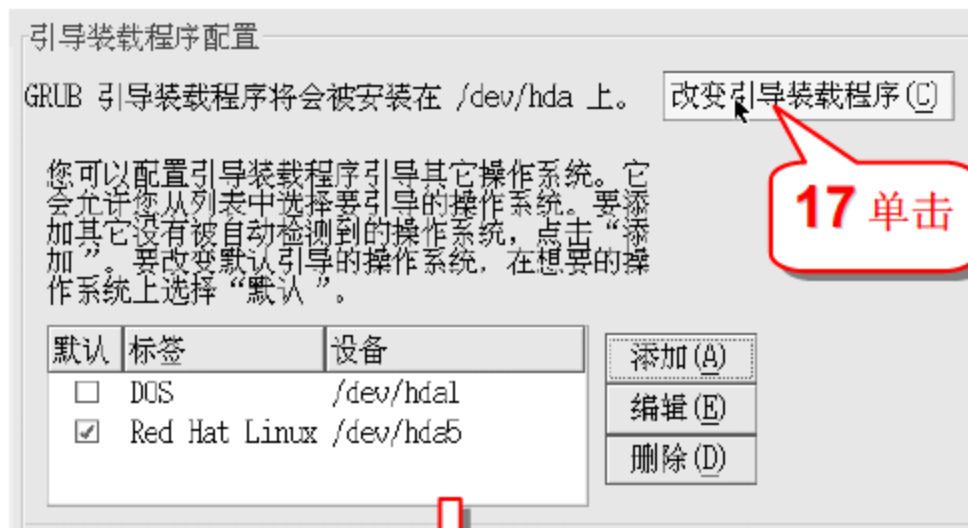 引导装载程序配置
GRUB 引导装载程序将会被安装在 /dev/hda 上。 改变引导装载程序(C)
17 单击
您可以配置引导装载程序引导其它操作系统。它
会允许您从列表中选择要引导的操作系统。要添
加其它没有被自动检测到的操作系统,点击“添
加”。要改变默认引导的操作系统,在想要的操
作系统上选择“默认”。
默认 标签 设备
DOS /dev/hda1
Red Hat Linux /dev/hda5
添加(A)
编辑(E)
删除(D)